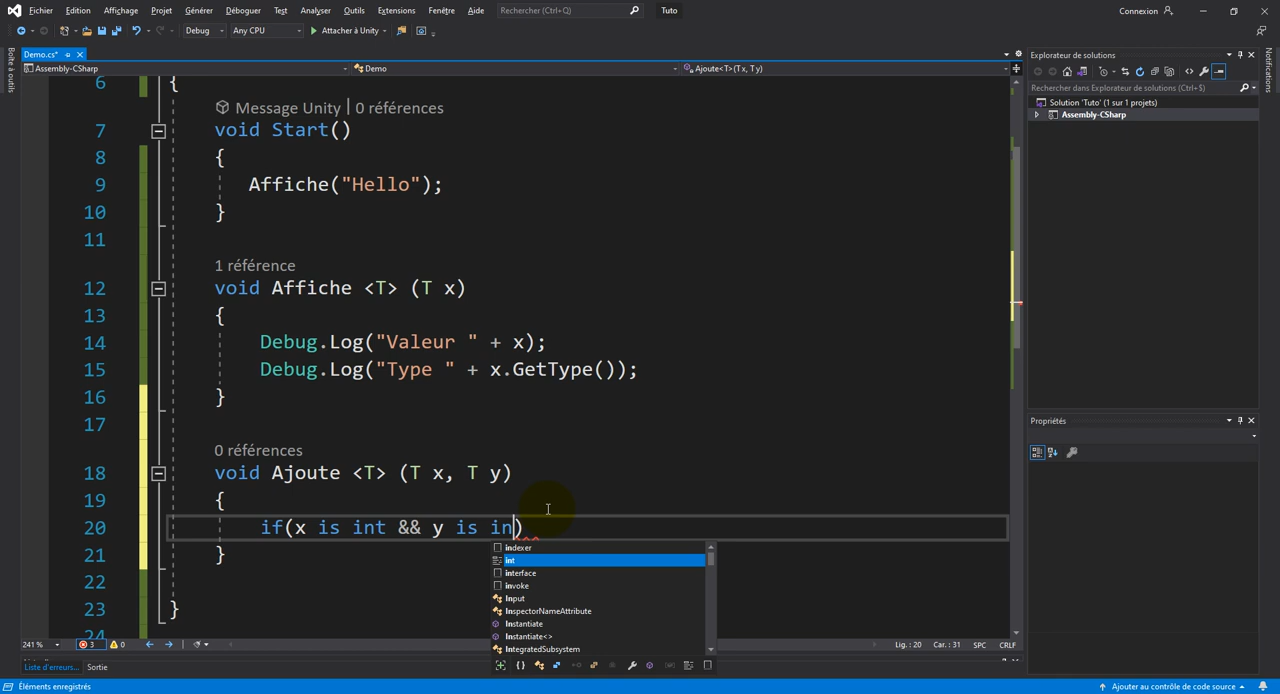 Fichier Edition Affichage Projet Générer Déboguer Test Analyser Outils Extensions Fenêtre Aide Rechercher (Ctrl+Q) Tuto Connexion
Debug Any CPU Attacher à Unity
Boîte à outils
Demo.cs*
Assembly-CSharp Demo Ajoute<T>(T x, T y)
6 {
Message Unity | 0 références
7 void Start()
8 {
9 Affiche("Hello");
10 }
11
1 référence
12 void Affiche <T> (T x)
13 {
14 Debug.Log("Valeur " + x);
15 Debug.Log("Type " + x.GetType());
16 }
17
0 références
18 void Ajoute <T> (T x, T y)
19 {
20 if(x is int && y is in)
21 }
22
23 }
24
indexer
int
interface
invoke
Input
InspectorNameAttribute
Instantiate
Instantiate<>
IntegratedSubsystem
241 % 3 0 Lig. : 20 Car. : 31 SPC CRLF
Liste d'erreurs... Sortie
Explorateur de solutions
Rechercher dans Explorateur de solutions (Ctrl+$)
Solution 'Tuto' (1 sur 1 projets)
Assembly-CSharp
Propriétés
Notifications
Éléments enregistrés Ajouter au contrôle de code source